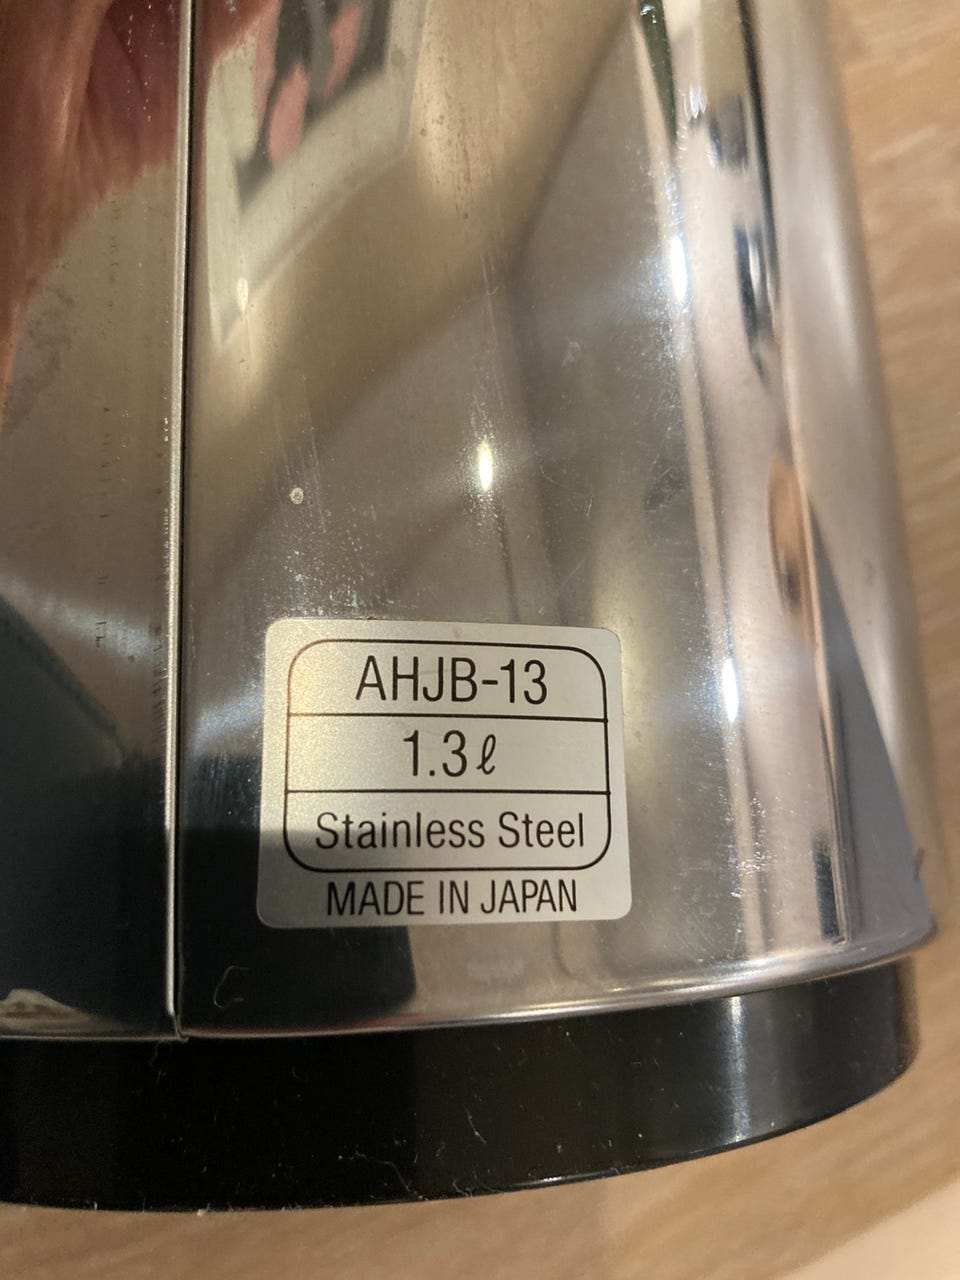 AHJB-13
1.3ℓ
Stainless Steel
MADE IN JAPAN